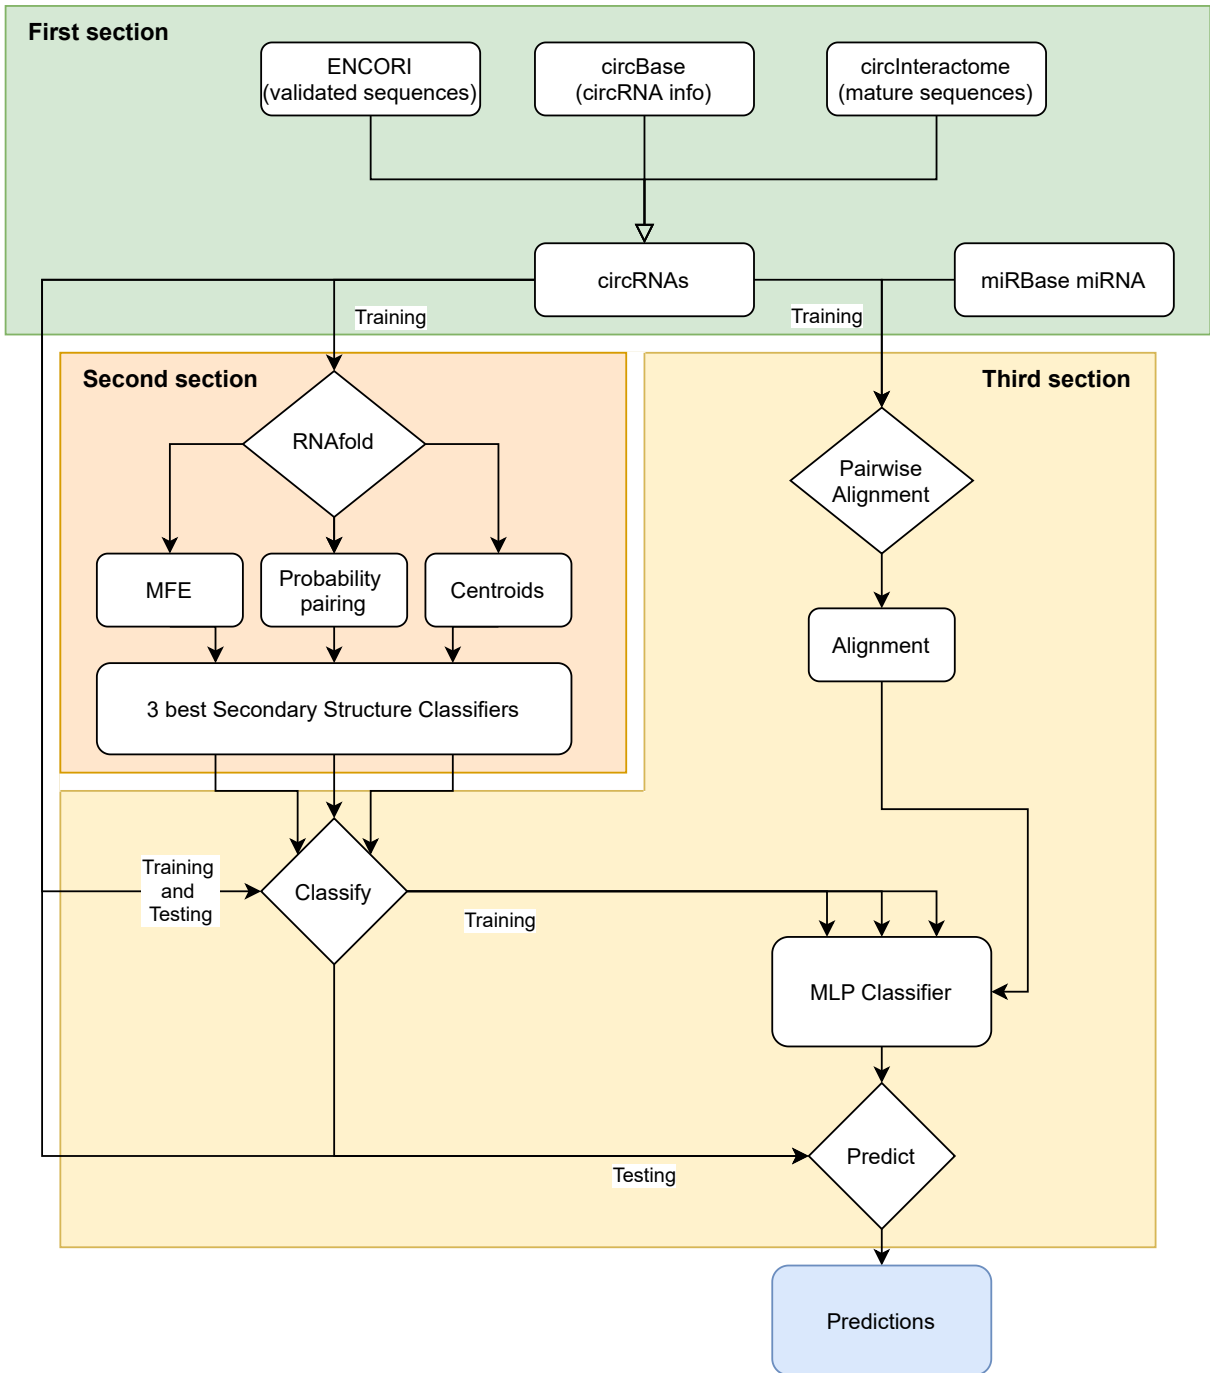 First section
ENCORI
(validated sequences)
circBase
(circRNA info)
circInteractome
(mature sequences)
circRNAs
miRBase miRNA
Training
Training
Second section
Third section
RNAfold
Pairwise
Alignment
MFE
Probability
pairing
Centroids
Alignment
3 best Secondary Structure Classifiers
Training
and
Testing
Classify
Training
MLP Classifier
Predict
Testing
Predictions